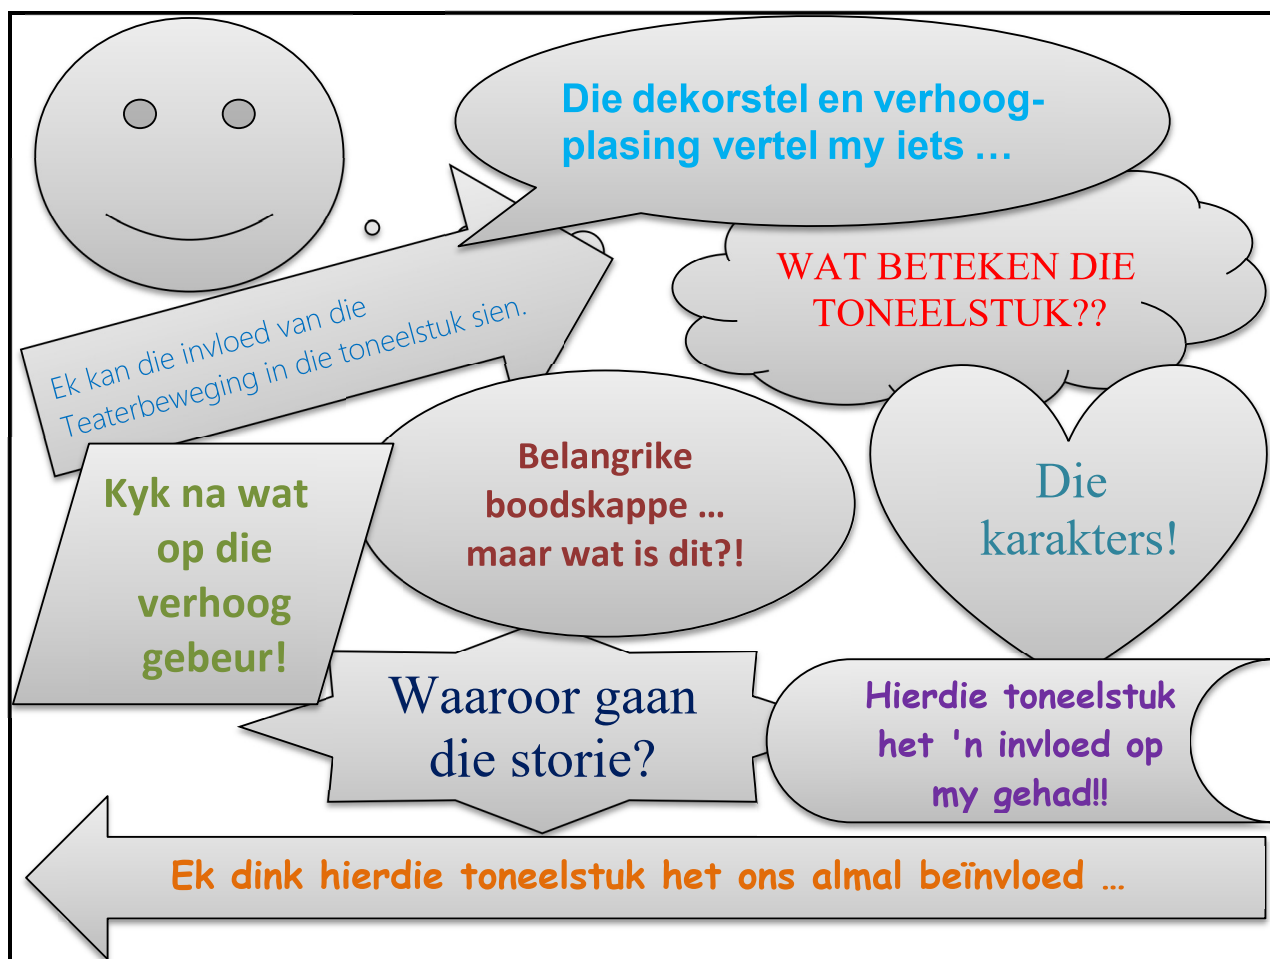 Die dekorstel en verhoog-
plasing vertel my iets …
WAT BETEKEN DIE
TONEELSTUK??
Ek kan die invloed van die
Teaterbeweging in die toneelstuk sien.
Belangrike
boodskappe …
maar wat is dit?!
Die
karakters!
Kyk na wat
op die
verhoog
gebeur!
Waaroor gaan
die storie?
Hierdie toneelstuk
het 'n invloed op
my gehad!!
Ek dink hierdie toneelstuk het ons almal beïnvloed …